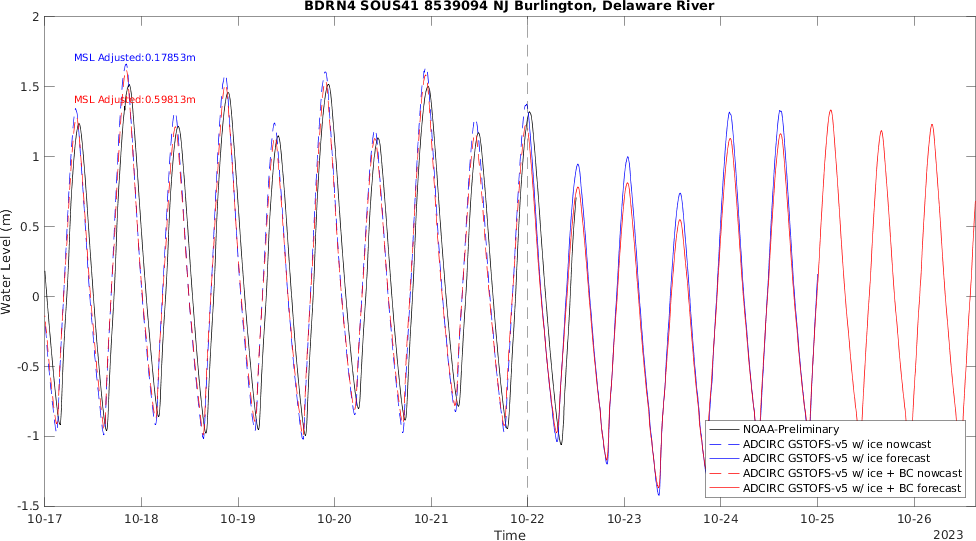 BDRN4 SOUS41 8539094 NJ Burlington, Delaware River
2
1.5
1
0.5
0
-0.5
-1
-1.5
Water Level (m)
MSL Adjusted:0.17853m
MSL Adjusted:0.59813m
NOAA-Preliminary
ADCIRC GSTOFS-v5 w/ ice nowcast
ADCIRC GSTOFS-v5 w/ ice forecast
ADCIRC GSTOFS-v5 w/ ice + BC nowcast
ADCIRC GSTOFS-v5 w/ ice + BC forecast
10-17 10-18 10-19 10-20 10-21 10-22 10-23 10-24 10-25 10-26
Time
2023